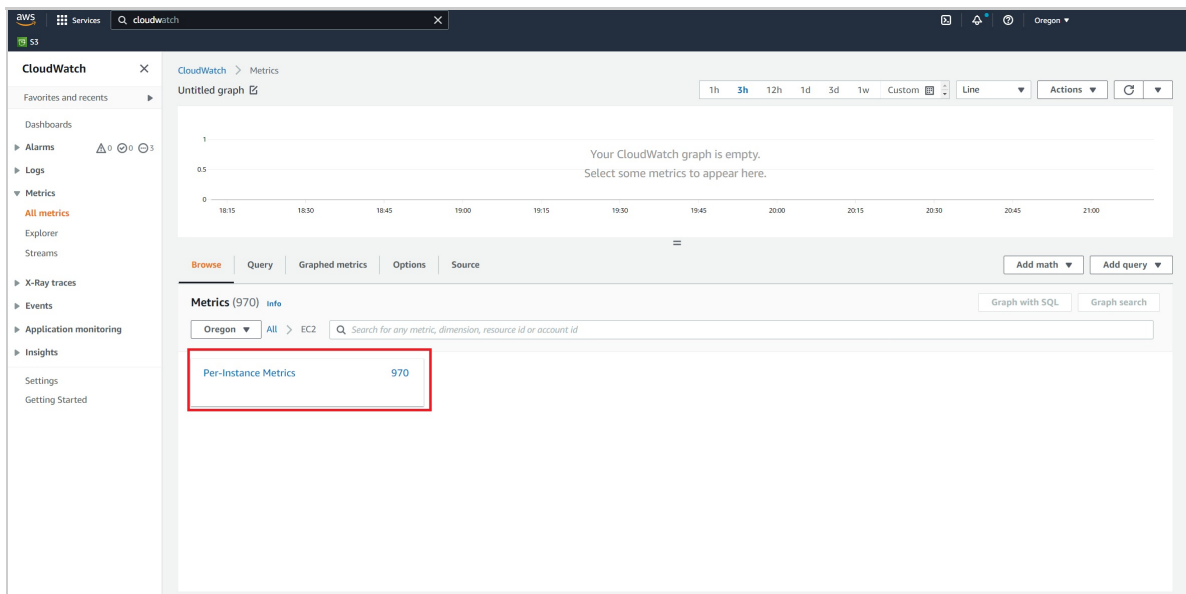 aws Services cloudwatch Oregon
S3
CloudWatch
Favorites and recents
Dashboards
Alarms 0 0 3
Logs
Metrics
All metrics
Explorer
Streams
X-Ray traces
Events
Application monitoring
Insights
Settings
Getting Started
CloudWatch > Metrics
Untitled graph 1h 3h 12h 1d 3d 1w Custom Line Actions
1
0.5
0
Your CloudWatch graph is empty.
Select some metrics to appear here.
18:15 18:30 18:45 19:00 19:15 19:30 19:45 20:00 20:15 20:30 20:45 21:00
Browse Query Graphed metrics Options Source Add math Add query
Metrics (970) Info Graph with SQL Graph search
Oregon All > EC2 Search for any metric, dimension, resource id or account id
Per-Instance Metrics 970